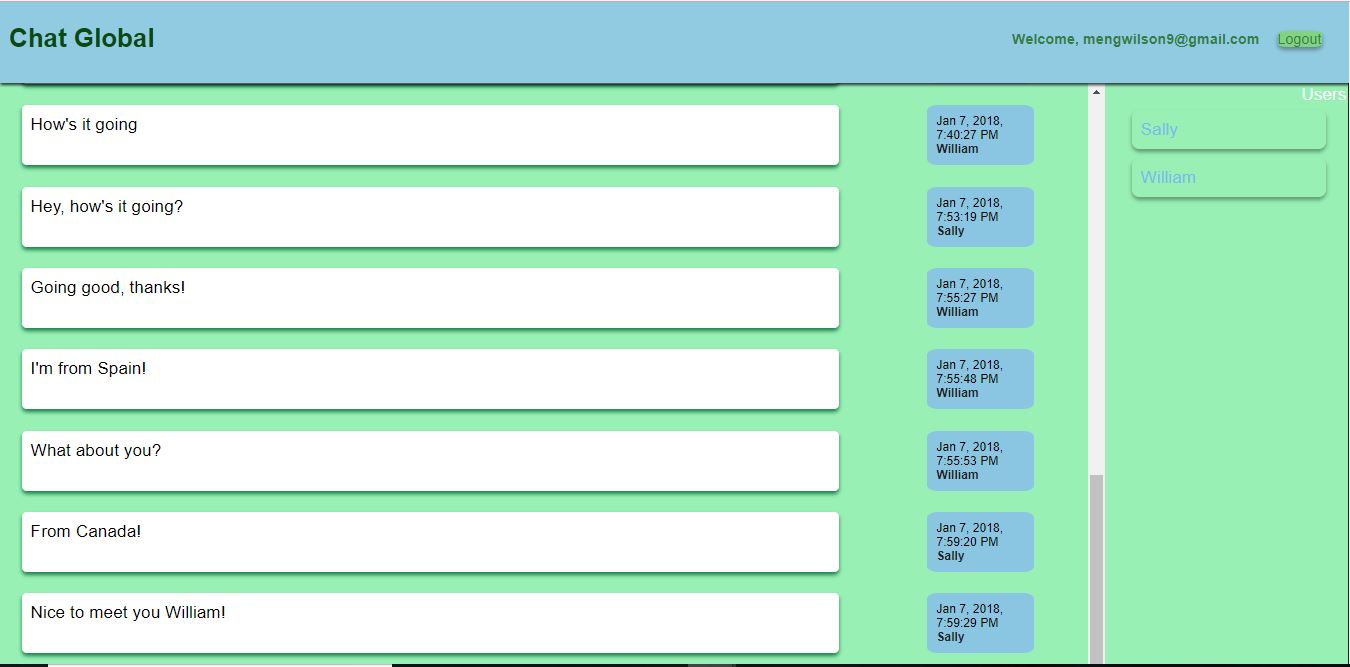 Chat Global
Welcome, mengwilson9@gmail.com Logout
Users
Sally
William
How's it going
Jan 7, 2018,
7:40:27 PM
William
Hey, how's it going?
Jan 7, 2018,
7:53:19 PM
Sally
Going good, thanks!
Jan 7, 2018,
7:55:27 PM
William
I'm from Spain!
Jan 7, 2018,
7:55:48 PM
William
What about you?
Jan 7, 2018,
7:55:53 PM
William
From Canada!
Jan 7, 2018,
7:59:20 PM
Sally
Nice to meet you William!
Jan 7, 2018,
7:59:29 PM
Sally